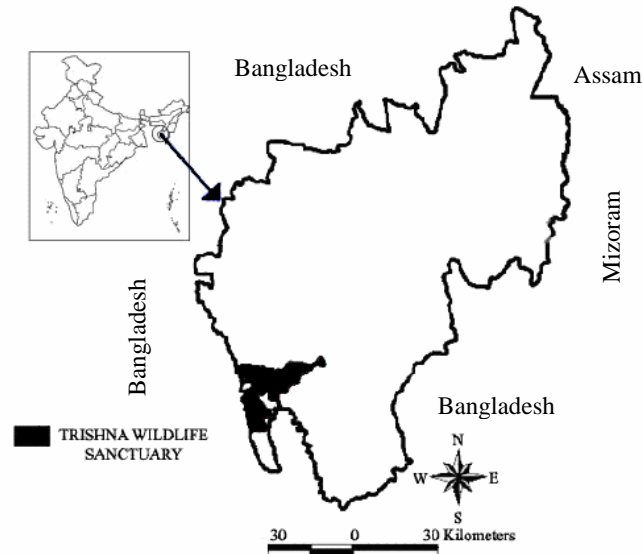 Bangladesh
Assam
Mizoram
Bangladesh
Bangladesh
TRISHNA WILDLIFE
SANCTUARY
N
W E
S
30 0 30 Kilometers